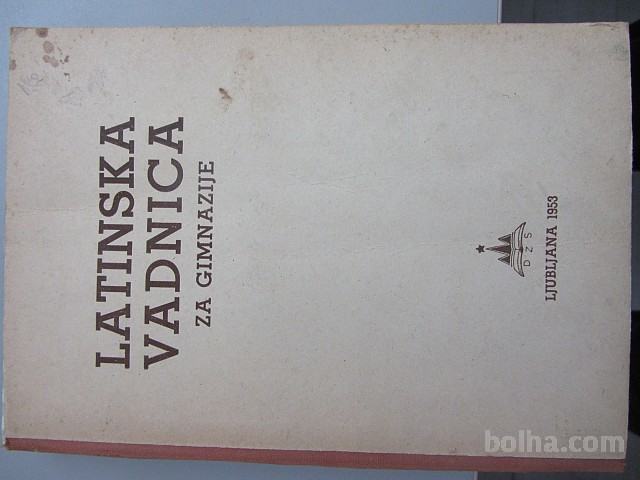 LATINSKA
VADNICA
ZA GIMNAZIJE
DZS
LJUBLJANA 1953
bolha.com